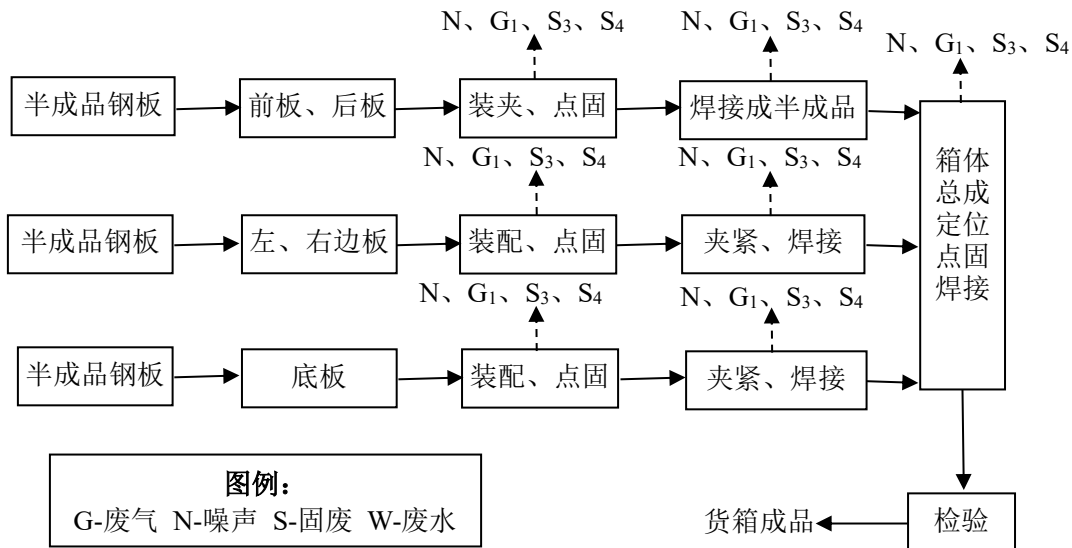 N、G₁、S₃、S₄
N、G₁、S₃、S₄
N、G₁、S₃、S₄
半成品钢板
前板、后板
装夹、点固
焊接成半成品
N、G₁、S₃、S₄
N、G₁、S₃、S₄
半成品钢板
左、右边板
装配、点固
夹紧、焊接
箱体
总成
定位
点固
焊接
N、G₁、S₃、S₄
N、G₁、S₃、S₄
半成品钢板
底板
装配、点固
夹紧、焊接
图例：
G-废气 N-噪声 S-固废 W-废水
货箱成品
检验